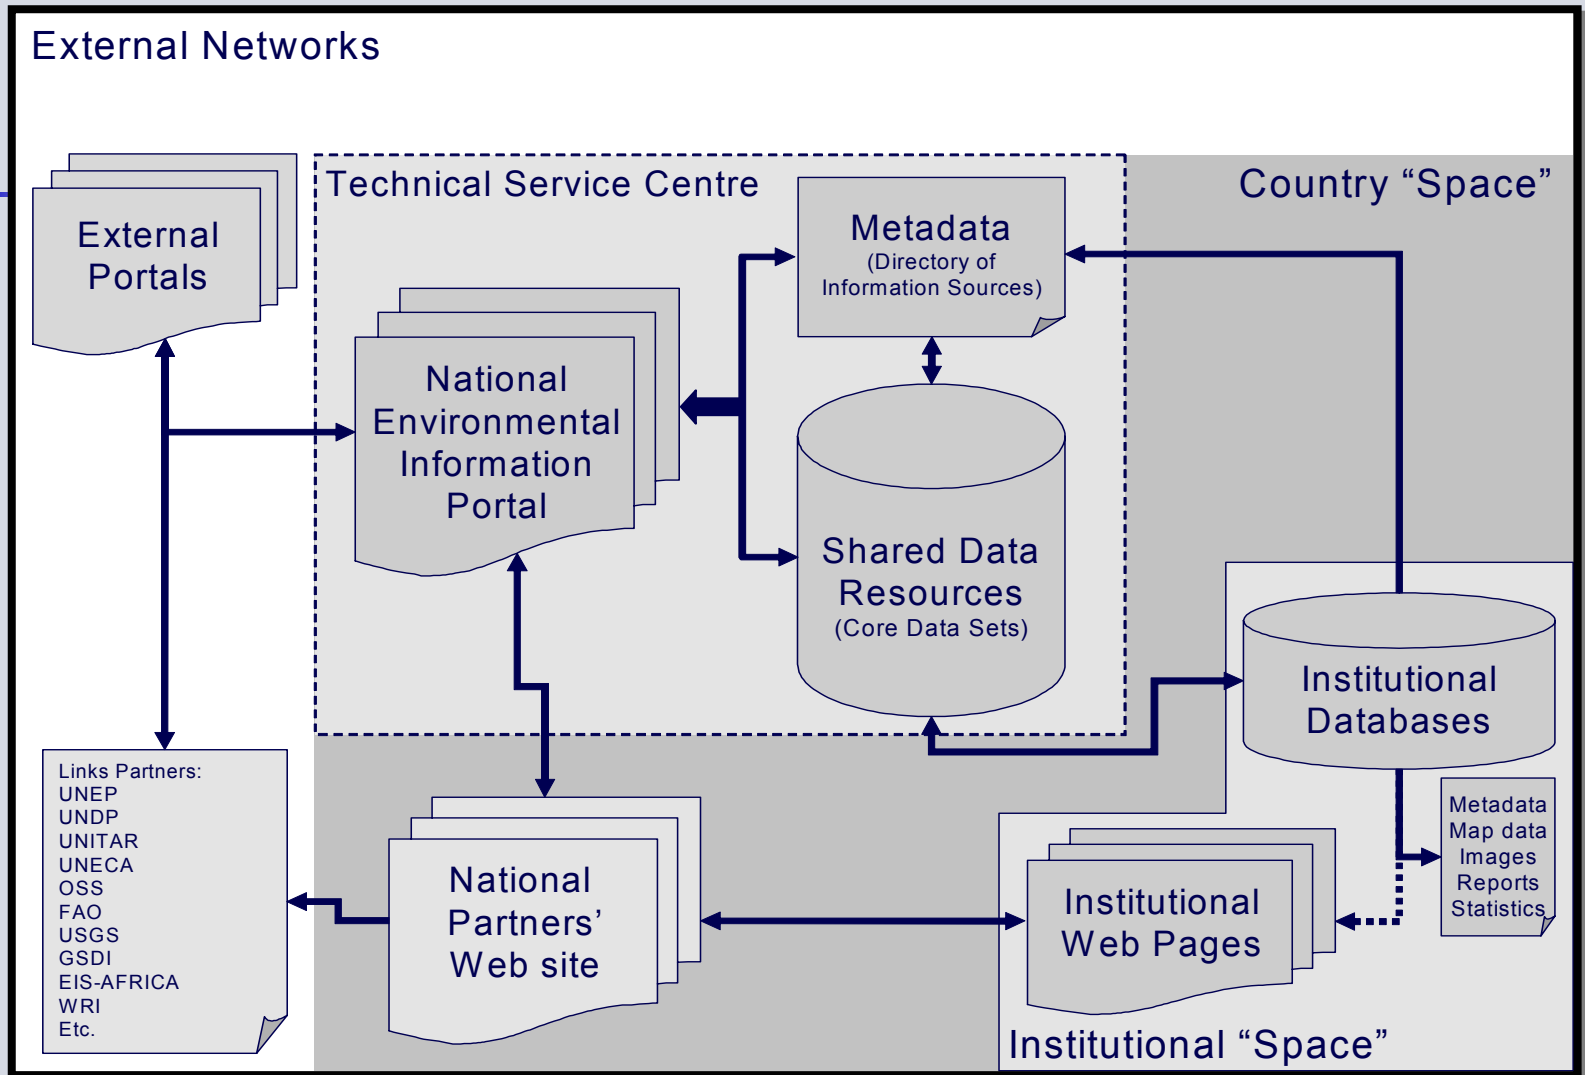 External Networks
Technical Service Centre
Country “Space”
External
Portals
Metadata
(Directory of
Information Sources)
National
Environmental
Information
Portal
Shared Data
Resources
(Core Data Sets)
Institutional
Databases
Links Partners:
UNEP
UNDP
UNITAR
UNECA
OSS
FAO
USGS
GSDI
EIS-AFRICA
WRI
Etc.
National
Partners’
Web site
Institutional
Web Pages
Metadata
Map data
Images
Reports
Statistics
Institutional “Space”